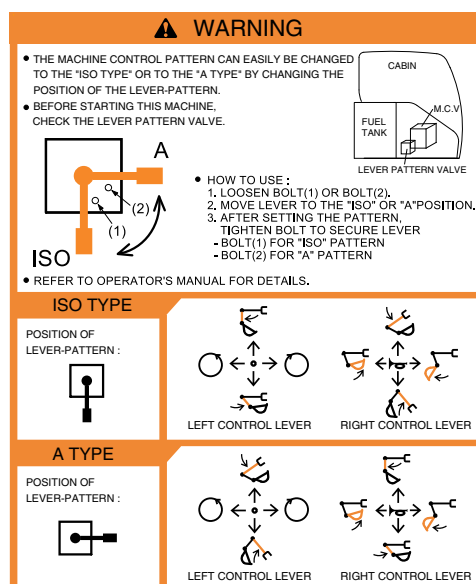 WARNING
● THE MACHINE CONTROL PATTERN CAN EASILY BE CHANGED
TO THE "ISO TYPE" OR TO THE "A TYPE" BY CHANGING THE
POSITION OF THE LEVER-PATTERN.
● BEFORE STARTING THIS MACHINE,
CHECK THE LEVER PATTERN VALVE.
CABIN
FUEL
TANK
M.C.V
LEVER PATTERN VALVE
A
(2)
(1)
ISO
● HOW TO USE :
1. LOOSEN BOLT(1) OR BOLT(2).
2. MOVE LEVER TO THE "ISO" OR "A"POSITION.
3. AFTER SETTING THE PATTERN,
TIGHTEN BOLT TO SECURE LEVER
- BOLT(1) FOR "ISO" PATTERN
- BOLT(2) FOR "A" PATTERN
● REFER TO OPERATOR'S MANUAL FOR DETAILS.
ISO TYPE
POSITION OF
LEVER-PATTERN :
LEFT CONTROL LEVER
RIGHT CONTROL LEVER
A TYPE
POSITION OF
LEVER-PATTERN :
LEFT CONTROL LEVER
RIGHT CONTROL LEVER